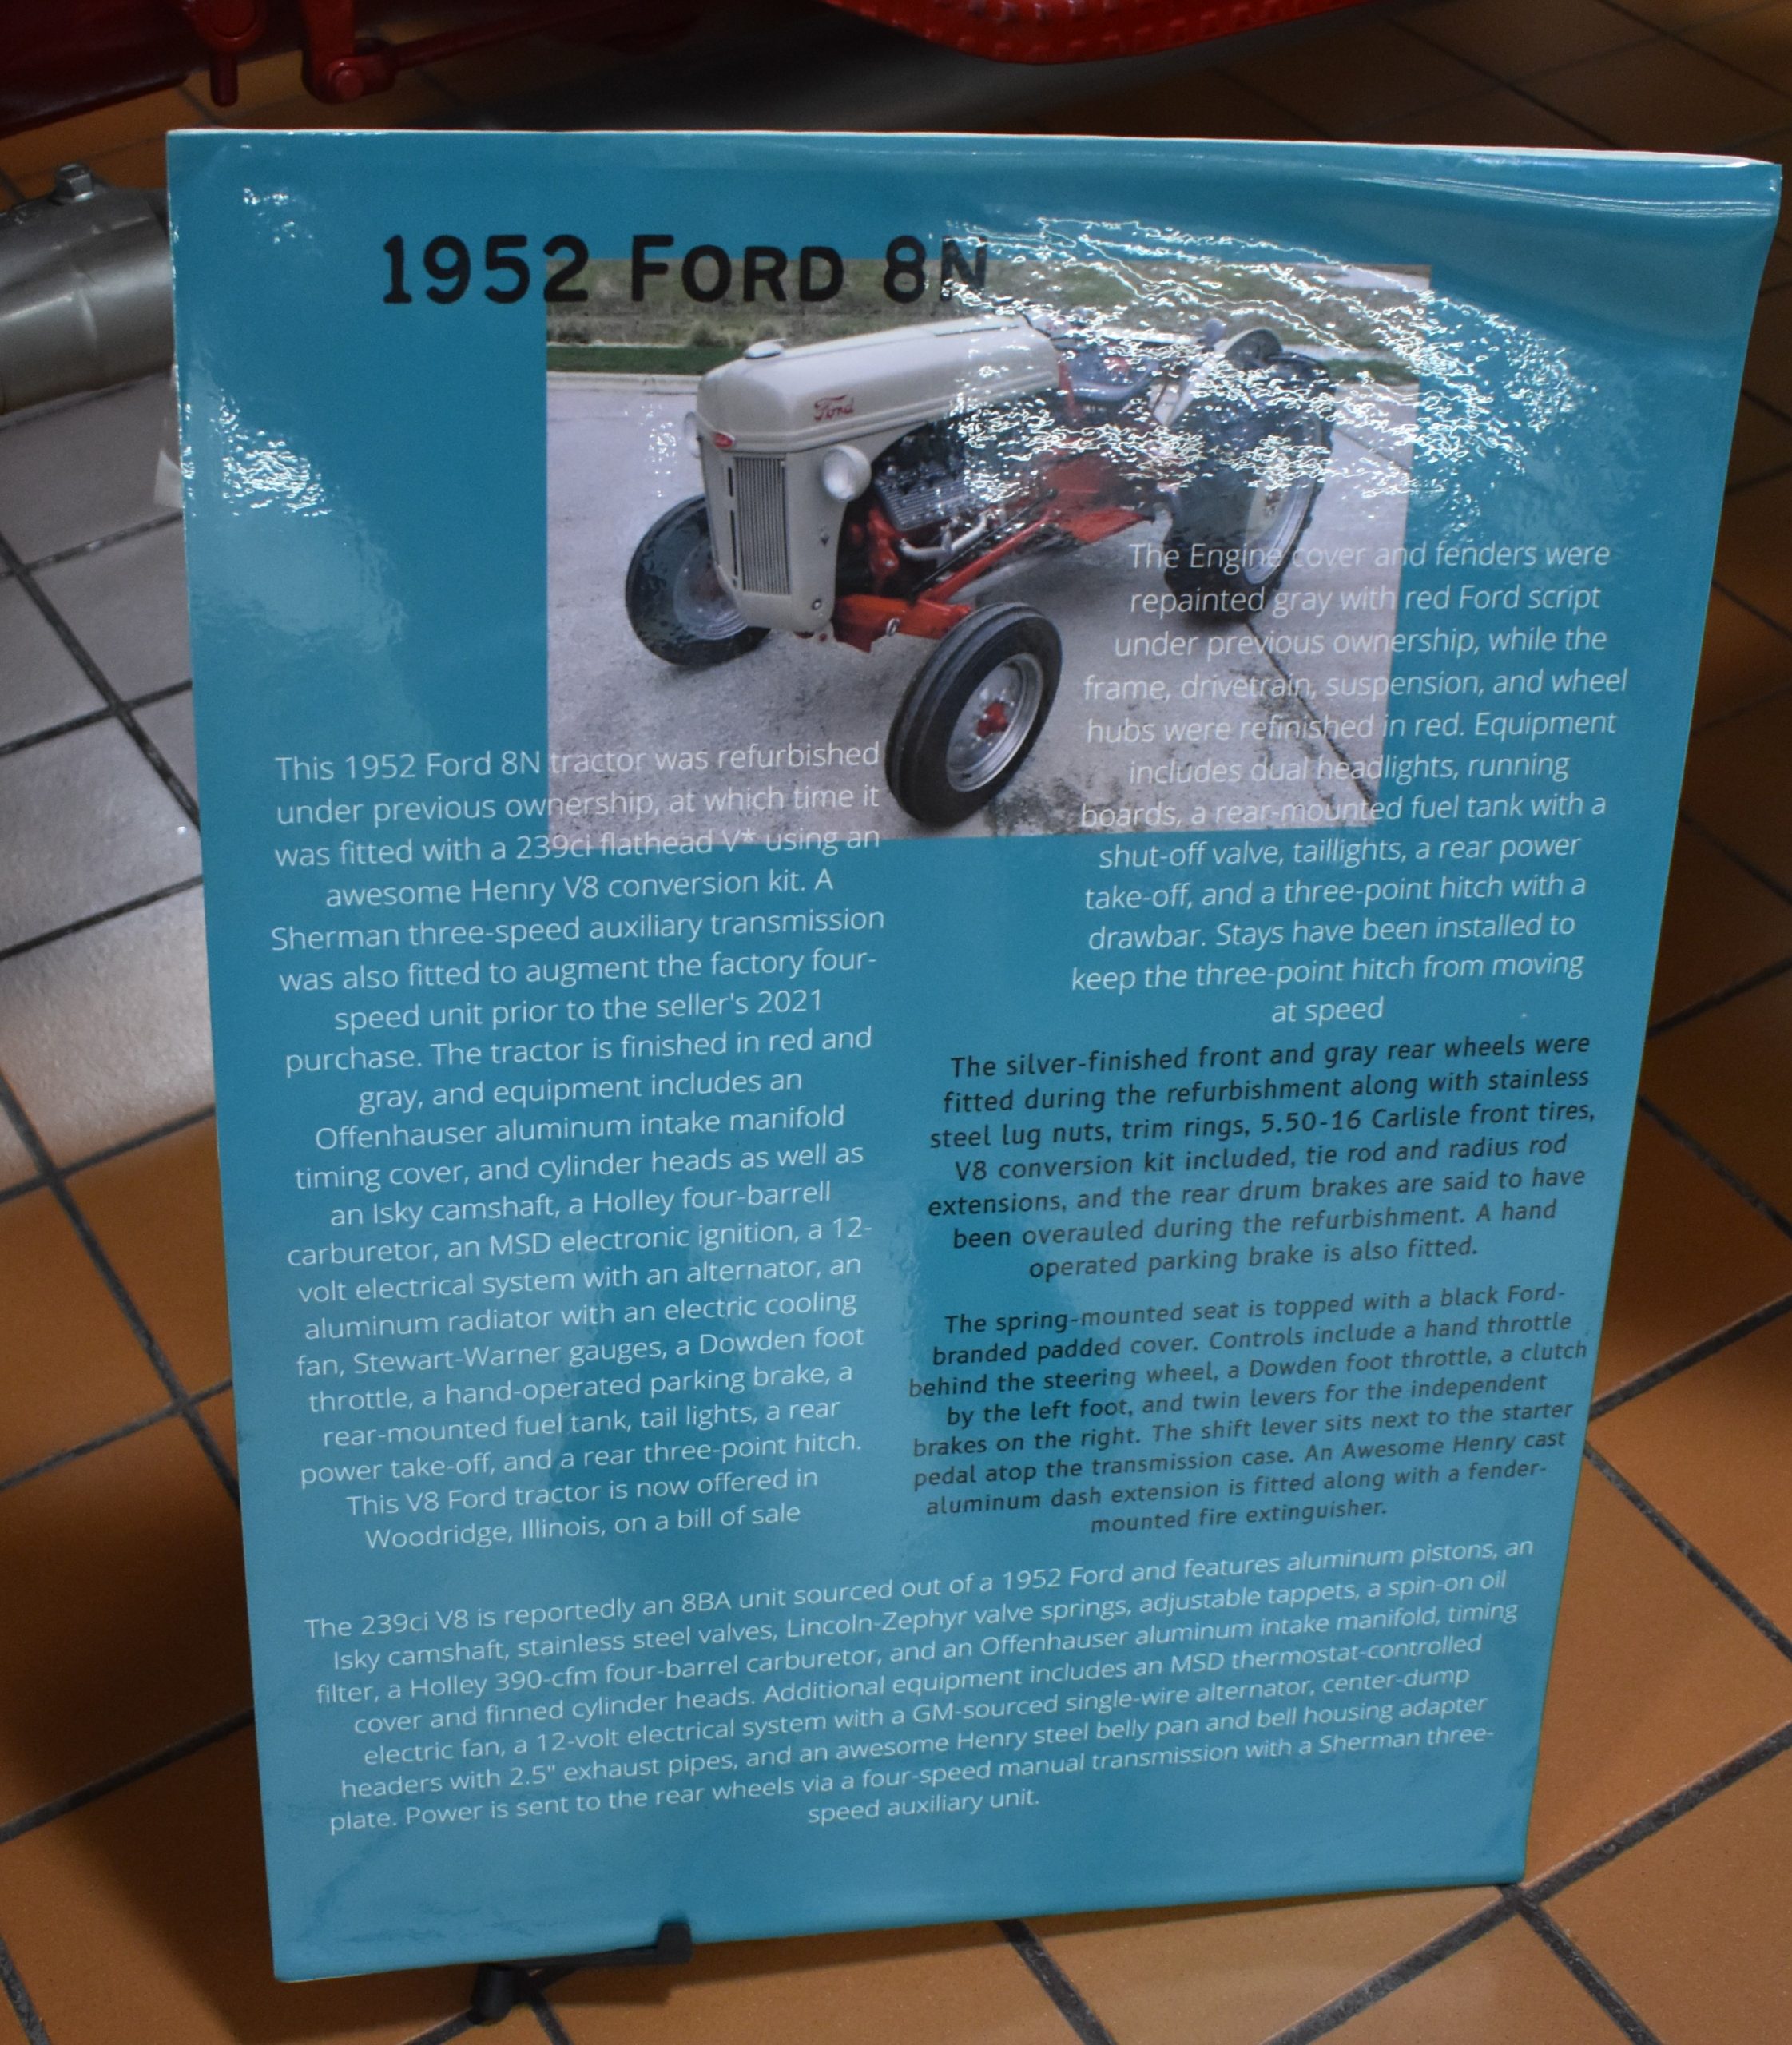 1952 FORD 8N
Ford
This 1952 Ford 8N tractor was refurbished
under previous ownership, at which time it
was fitted with a 239ci flathead V* using an
awesome Henry V8 conversion kit. A
Sherman three-speed auxiliary transmission
was also fitted to augment the factory four-
speed unit prior to the seller's 2021
purchase. The tractor is finished in red and
gray, and equipment includes an
Offenhauser aluminum intake manifold
timing cover, and cylinder heads as well as
an Isky camshaft, a Holley four-barrell
carburetor, an MSD electronic ignition, a 12-
volt electrical system with an alternator, an
aluminum radiator with an electric cooling
fan, Stewart-Warner gauges, a Dowden foot
throttle, a hand-operated parking brake, a
rear-mounted fuel tank, tail lights, a rear
power take-off, and a rear three-point hitch.
This V8 Ford tractor is now offered in
Woodridge, Illinois, on a bill of sale
The Engine cover and fenders were
repainted gray with red Ford script
under previous ownership, while the
frame, drivetrain, suspension, and wheel
hubs were refinished in red. Equipment
includes dual headlights, running
boards, a rear-mounted fuel tank with a
shut-off valve, taillights, a rear power
take-off, and a three-point hitch with a
drawbar. Stays have been installed to
keep the three-point hitch from moving
at speed
The silver-finished front and gray rear wheels were
fitted during the refurbishment along with stainless
steel lug nuts, trim rings, 5.50-16 Carlisle front tires,
V8 conversion kit included, tie rod and radius rod
extensions, and the rear drum brakes are said to have
been overauled during the refurbishment. A hand
operated parking brake is also fitted.
The spring-mounted seat is topped with a black Ford-
branded padded cover. Controls include a hand throttle
behind the steering wheel, a Dowden foot throttle, a clutch
by the left foot, and twin levers for the independent
brakes on the right. The shift lever sits next to the starter
pedal atop the transmission case. An Awesome Henry cast
aluminum dash extension is fitted along with a fender-
mounted fire extinguisher.
The 239ci V8 is reportedly an 8BA unit sourced out of a 1952 Ford and features aluminum pistons, an
Isky camshaft, stainless steel valves, Lincoln-Zephyr valve springs, adjustable tappets, a spin-on oil
filter, a Holley 390-cfm four-barrel carburetor, and an Offenhauser aluminum intake manifold, timing
cover and finned cylinder heads. Additional equipment includes an MSD thermostat-controlled
electric fan, a 12-volt electrical system with a GM-sourced single-wire alternator, center-dump
headers with 2.5" exhaust pipes, and an awesome Henry steel belly pan and bell housing adapter
plate. Power is sent to the rear wheels via a four-speed manual transmission with a Sherman three-
speed auxiliary unit.